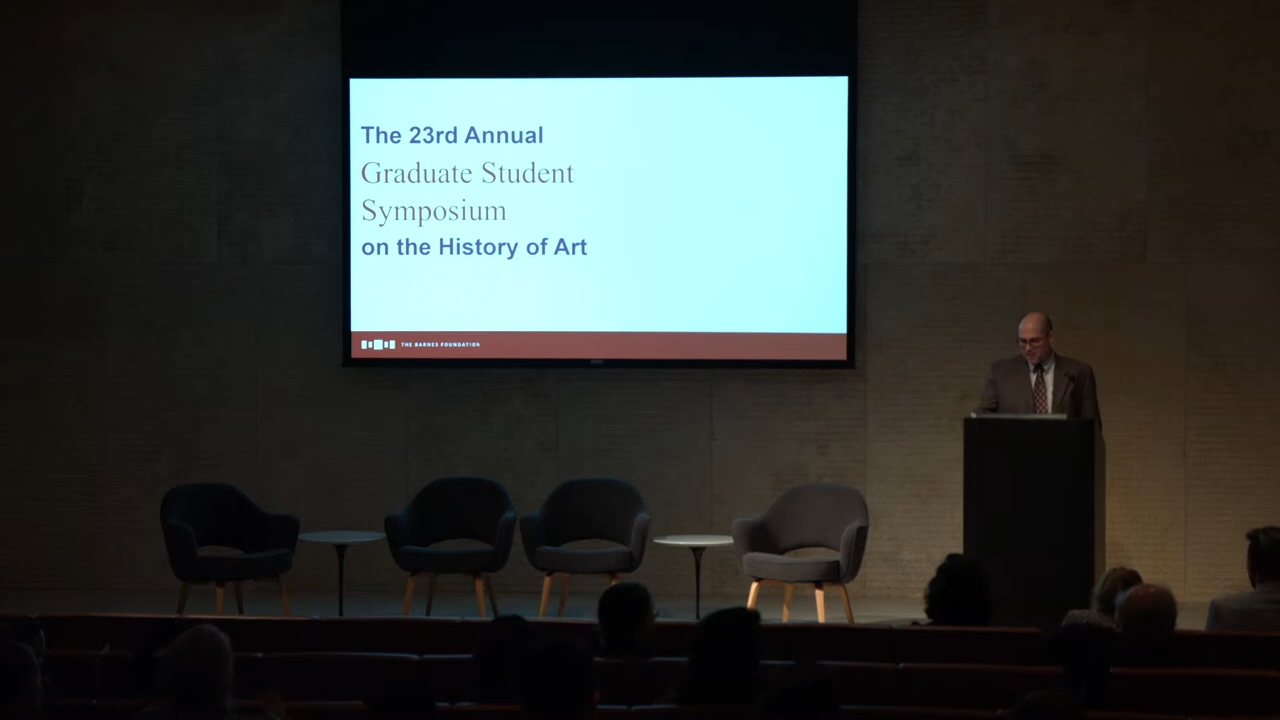 The 23rd Annual
Graduate Student
Symposium
on the History of Art
THE BARNES FOUNDATION